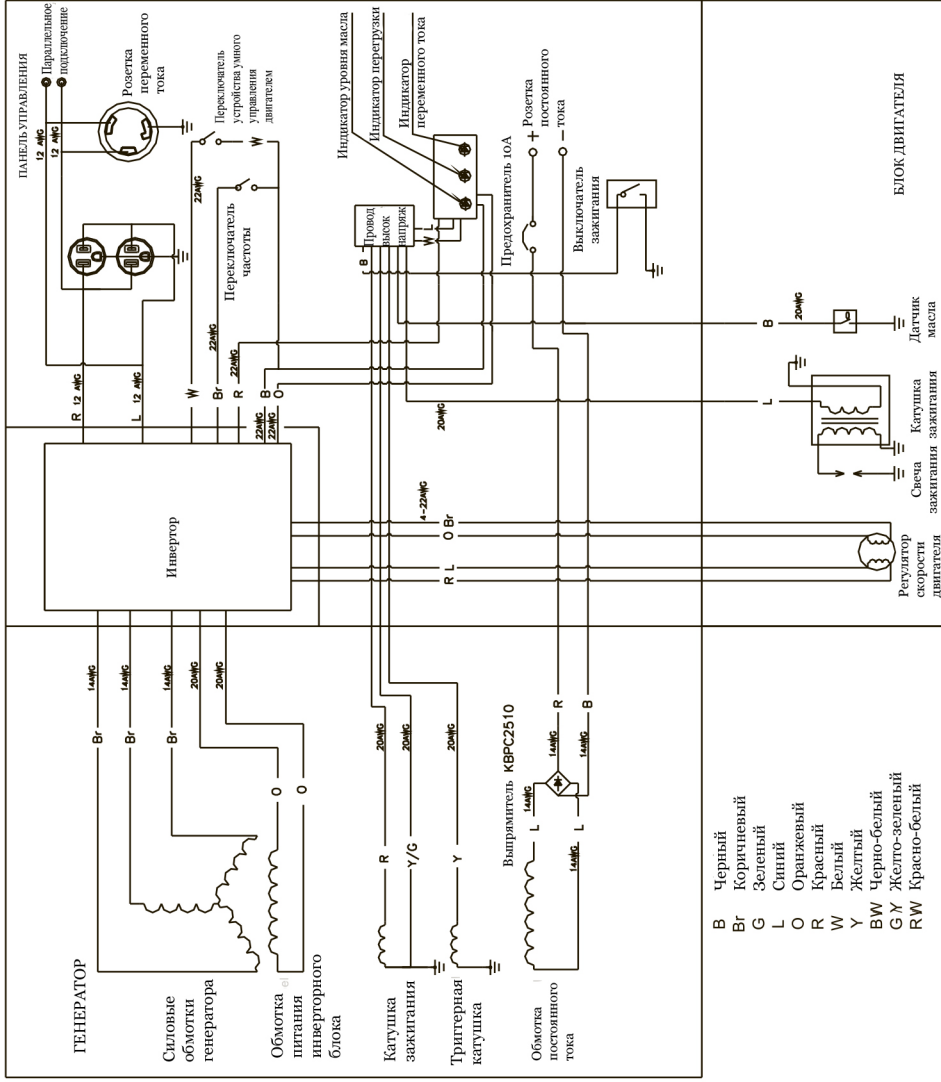 ПАНЕЛЬ УПРАВЛЕНИЯ
Параллельное
подключение
12 AWG
12 AWG
Розетка
переменного
тока
Переключатель
устройства умного
управления
двигателем
W
22AWG
Переключатель
частоты
22AWG
22AWG
R
12 AWG
L
12 AWG
W
Br
R
B
O
22AWG
22AWG
Индикатор уровня масла
Индикатор перегрузки
Индикатор
переменного тока
Провод
высок
напряж
B
W
L
Предохранитель 10А
+
Розетка
постоянного
тока
−
Выключатель
зажигания
20AWG
БЛОК ДВИГАТЕЛЯ
B
20AWG
Датчик
масла
L
Катушка
зажигания
Свеча
зажигания
Регулятор
скорости
двигателя
Инвертор
4-22AWG
Br
O
L
R
ГЕНЕРАТОР
14AWG
14AWG
14AWG
20AWG
20AWG
Br
Br
Br
O
O
Силовые
обмотки
генератора
Обмотка
питания
инверторного
блока
20AWG
20AWG
20AWG
R
Y/G
Y
Катушка
зажигания
Триггерная
катушка
Выпрямитель KBPC2510
14AWG
14AWG
14AWG
14AWG
L
L
R
B
Обмотка
постоянного
тока
B Черный
Br Коричневый
G Зеленый
L Синий
O Оранжевый
R Красный
W Белый
Y Желтый
BW Черно-белый
G Y Желто-зеленый
RW Красно-белый